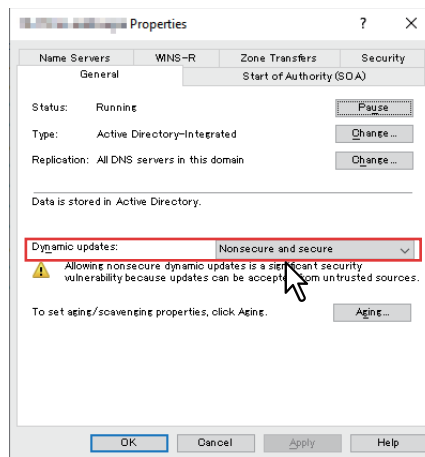 Properties ? ×
Name Servers WINS-R Zone Transfers Security
General Start of Authority (SOA)
Status: Running Pause
Type: Active Directory-Integrated Change...
Replication: All DNS servers in this domain Change...
Data is stored in Active Directory.
Dynamic updates: Nonsecure and secure
Allowing nonsecure dynamic updates is a significant security
vulnerability because updates can be accepted from untrusted sources.
To set aging/scavenging properties, click Aging. Aging...
OK Cancel Apply Help